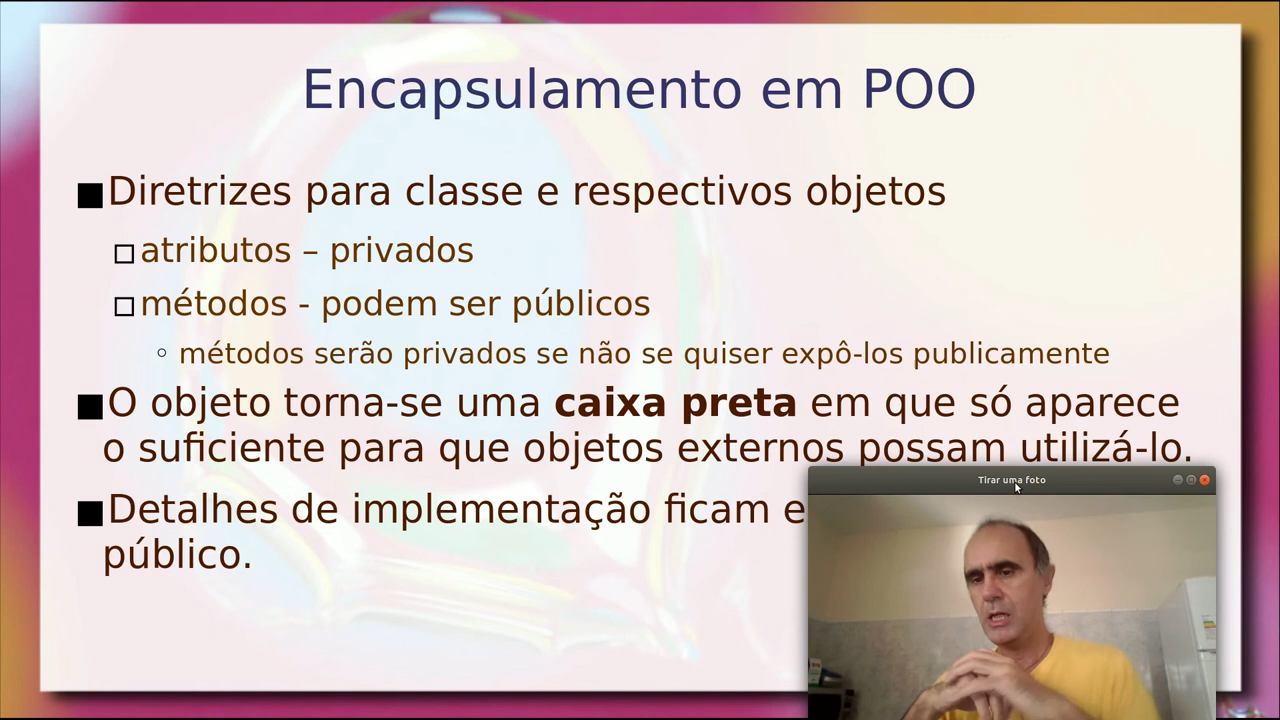 Encapsulamento em POO
Diretrizes para classe e respectivos objetos
atributos – privados
métodos - podem ser públicos
métodos serão privados se não se quiser expô-los publicamente
O objeto torna-se uma caixa preta em que só aparece
o suficiente para que objetos externos possam utilizá-lo.
Tirar uma foto
Detalhes de implementação ficam
público.